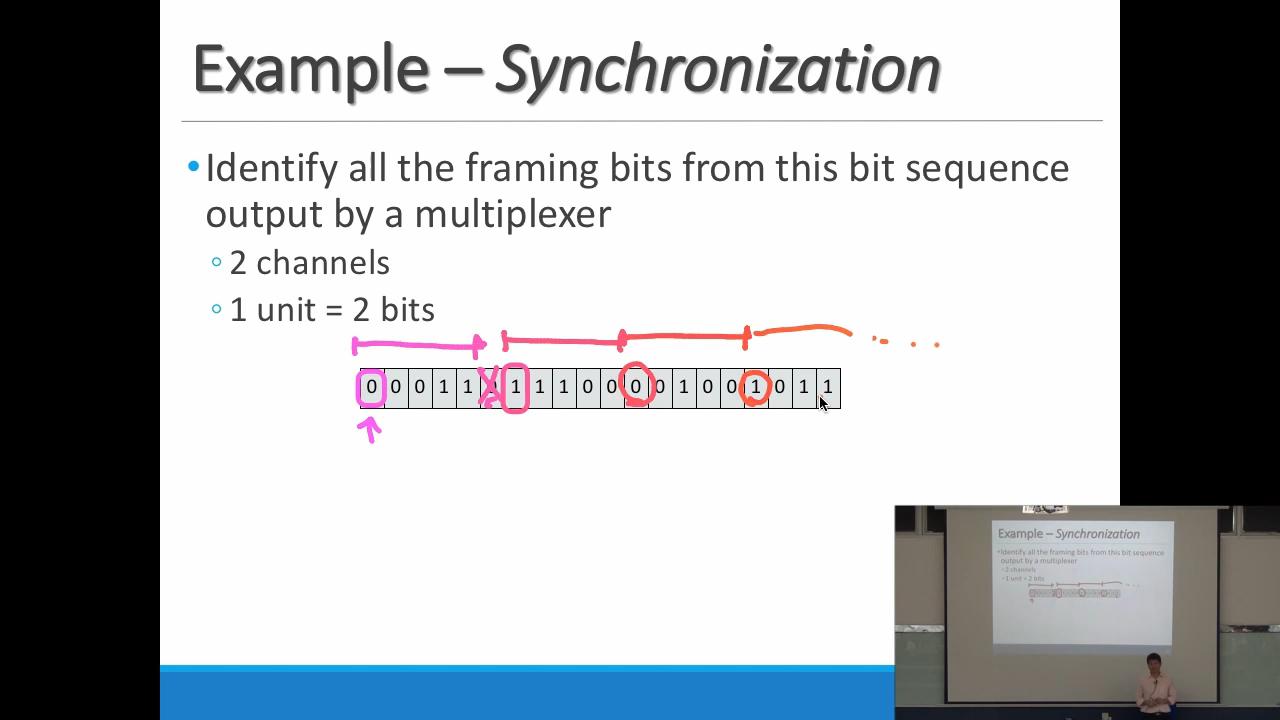 Example – Synchronization
•Identify all the framing bits from this bit sequence
output by a multiplexer
◦2 channels
◦1 unit = 2 bits
0 0 0 1 1 1 1 1 0 0 0 0 1 0 0 1 0 1 1
Example – Synchronization
•Identify all the framing bits from this bit sequence
output by a multiplexer
◦2 channels
◦1 unit = 2 bits